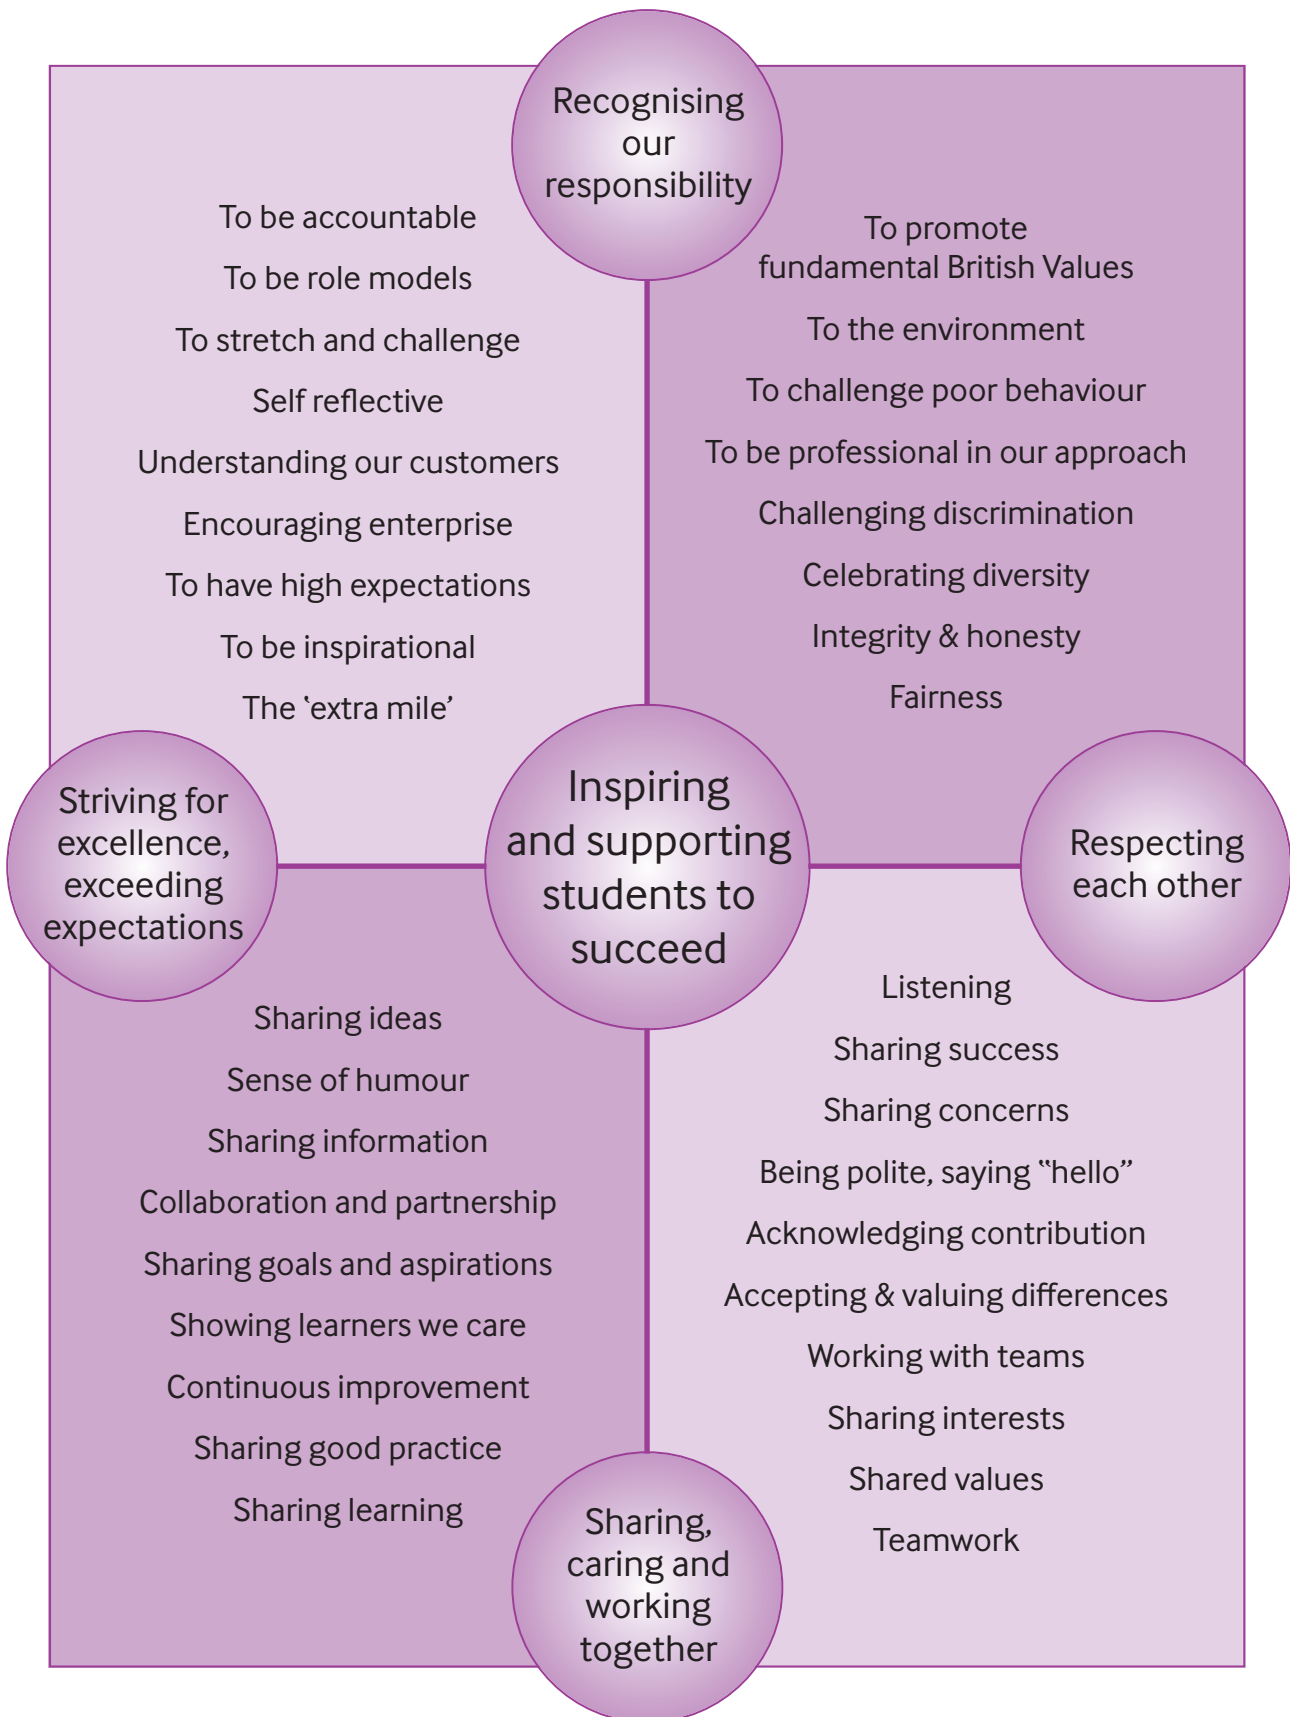 Recognising
our
responsibility
To be accountable
To be role models
To stretch and challenge
Self reflective
Understanding our customers
Encouraging enterprise
To have high expectations
To be inspirational
The ‘extra mile’
To promote
fundamental British Values
To the environment
To challenge poor behaviour
To be professional in our approach
Challenging discrimination
Celebrating diversity
Integrity & honesty
Fairness
Striving for
excellence,
exceeding
expectations
Inspiring
and supporting
students to
succeed
Respecting
each other
Sharing ideas
Sense of humour
Sharing information
Collaboration and partnership
Sharing goals and aspirations
Showing learners we care
Continuous improvement
Sharing good practice
Sharing learning
Listening
Sharing success
Sharing concerns
Being polite, saying “hello”
Acknowledging contribution
Accepting & valuing differences
Working with teams
Sharing interests
Shared values
Teamwork
Sharing,
caring and
working
together